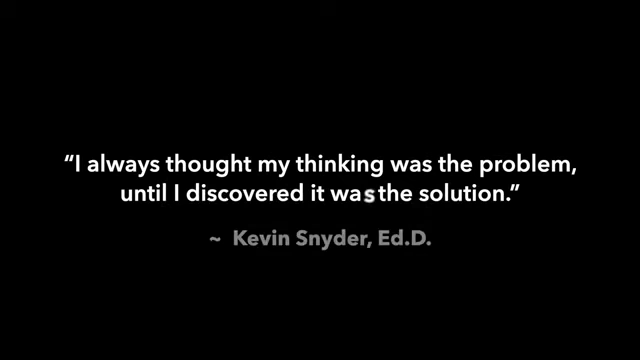 “I always thought my thinking was the problem,
until I discovered it was the solution.”
~ Kevin Snyder, Ed.D.